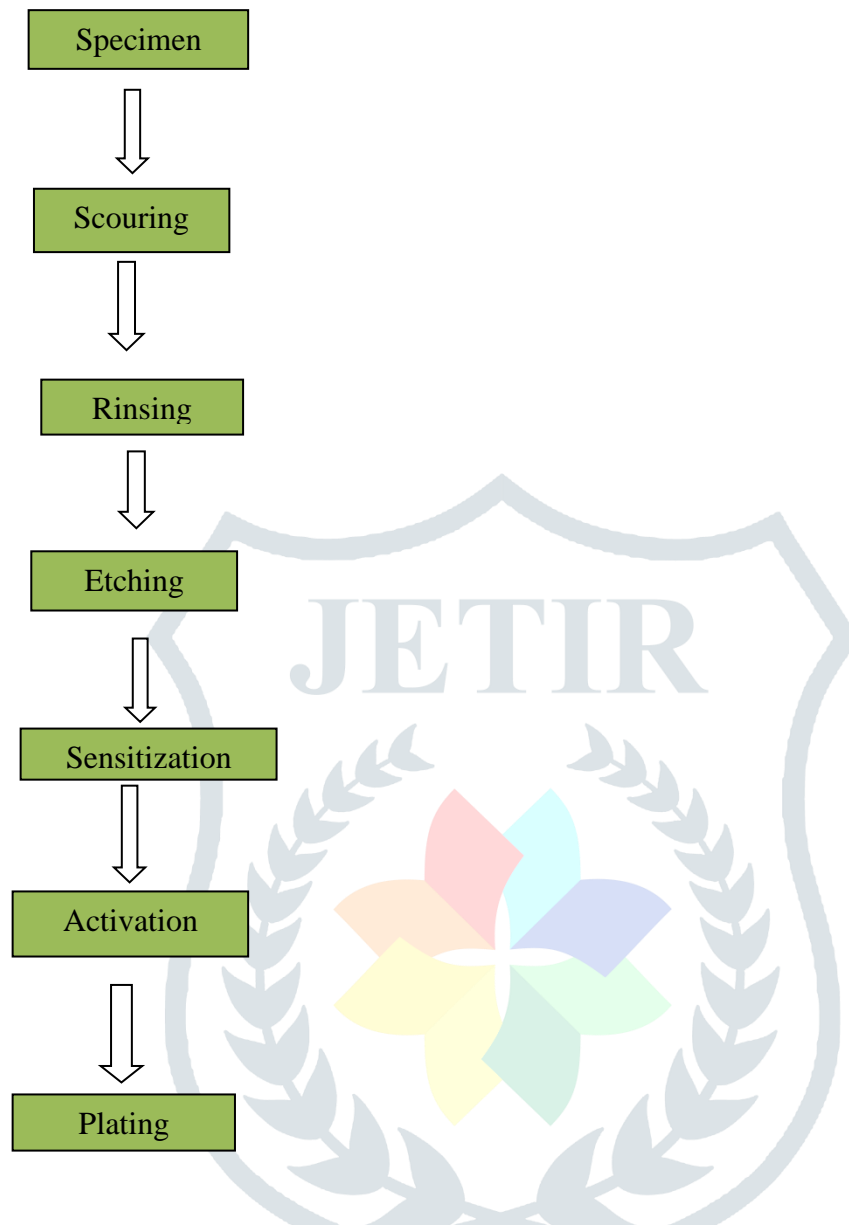 Specimen
Scouring
Rinsing
Etching
JETIR
Sensitization
Activation
Plating